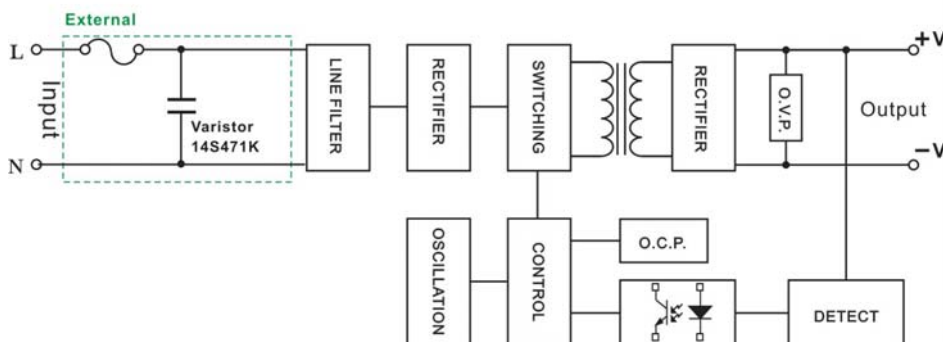 External
L
Input
N
Varistor
14S471K
LINE FILTER
RECTIFIER
SWITCHING
RECTIFIER
O.V.P.
+V
Output
-V
OSCILLATION
CONTROL
O.C.P.
DETECT